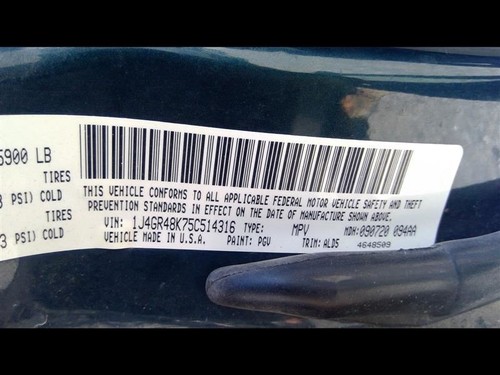 5900 LB
TIRES
PSI) COLD
TIRES
3 PSI) COLD
THIS VEHICLE CONFORMS TO ALL APPLICABLE FEDERAL MOTOR VEHICLE SAFETY AND THEFT
PREVENTION STANDARDS IN EFFECT ON THE DATE OF MANUFACTURE SHOWN ABOVE.
VIN: 1J4GR48K75C514316 TYPE: MPV MDH: 090720 094AA
VEHICLE MADE IN U.S.A. PAINT: PGV TRIM: ALD5 4648509